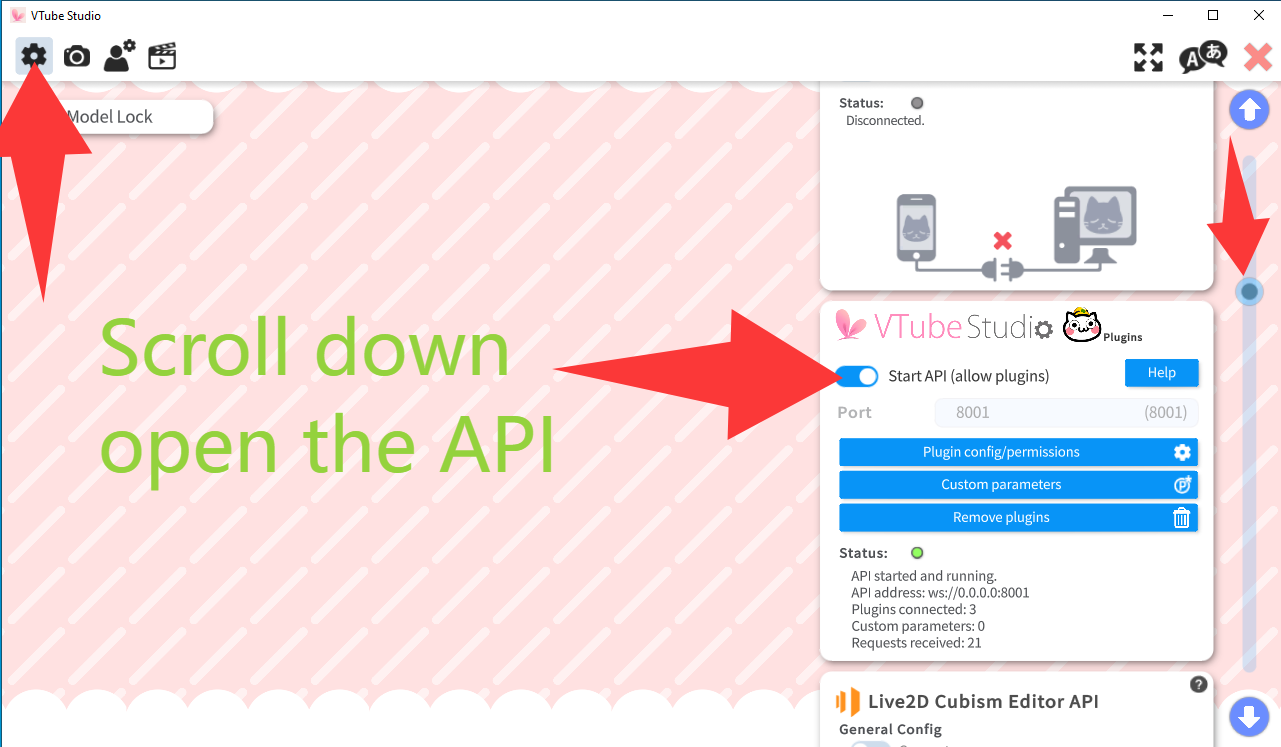 VTube Studio
Model Lock
Status:
Disconnected.
VTube Studio Plugins
Start API (allow plugins)
Help
Port 8001 (8001)
Plugin config/permissions
Custom parameters
Remove plugins
Status:
API started and running.
API address: ws://0.0.0.0:8001
Plugins connected: 3
Custom parameters: 0
Requests received: 21
Scroll down
open the API
Live2D Cubism Editor API
General Config